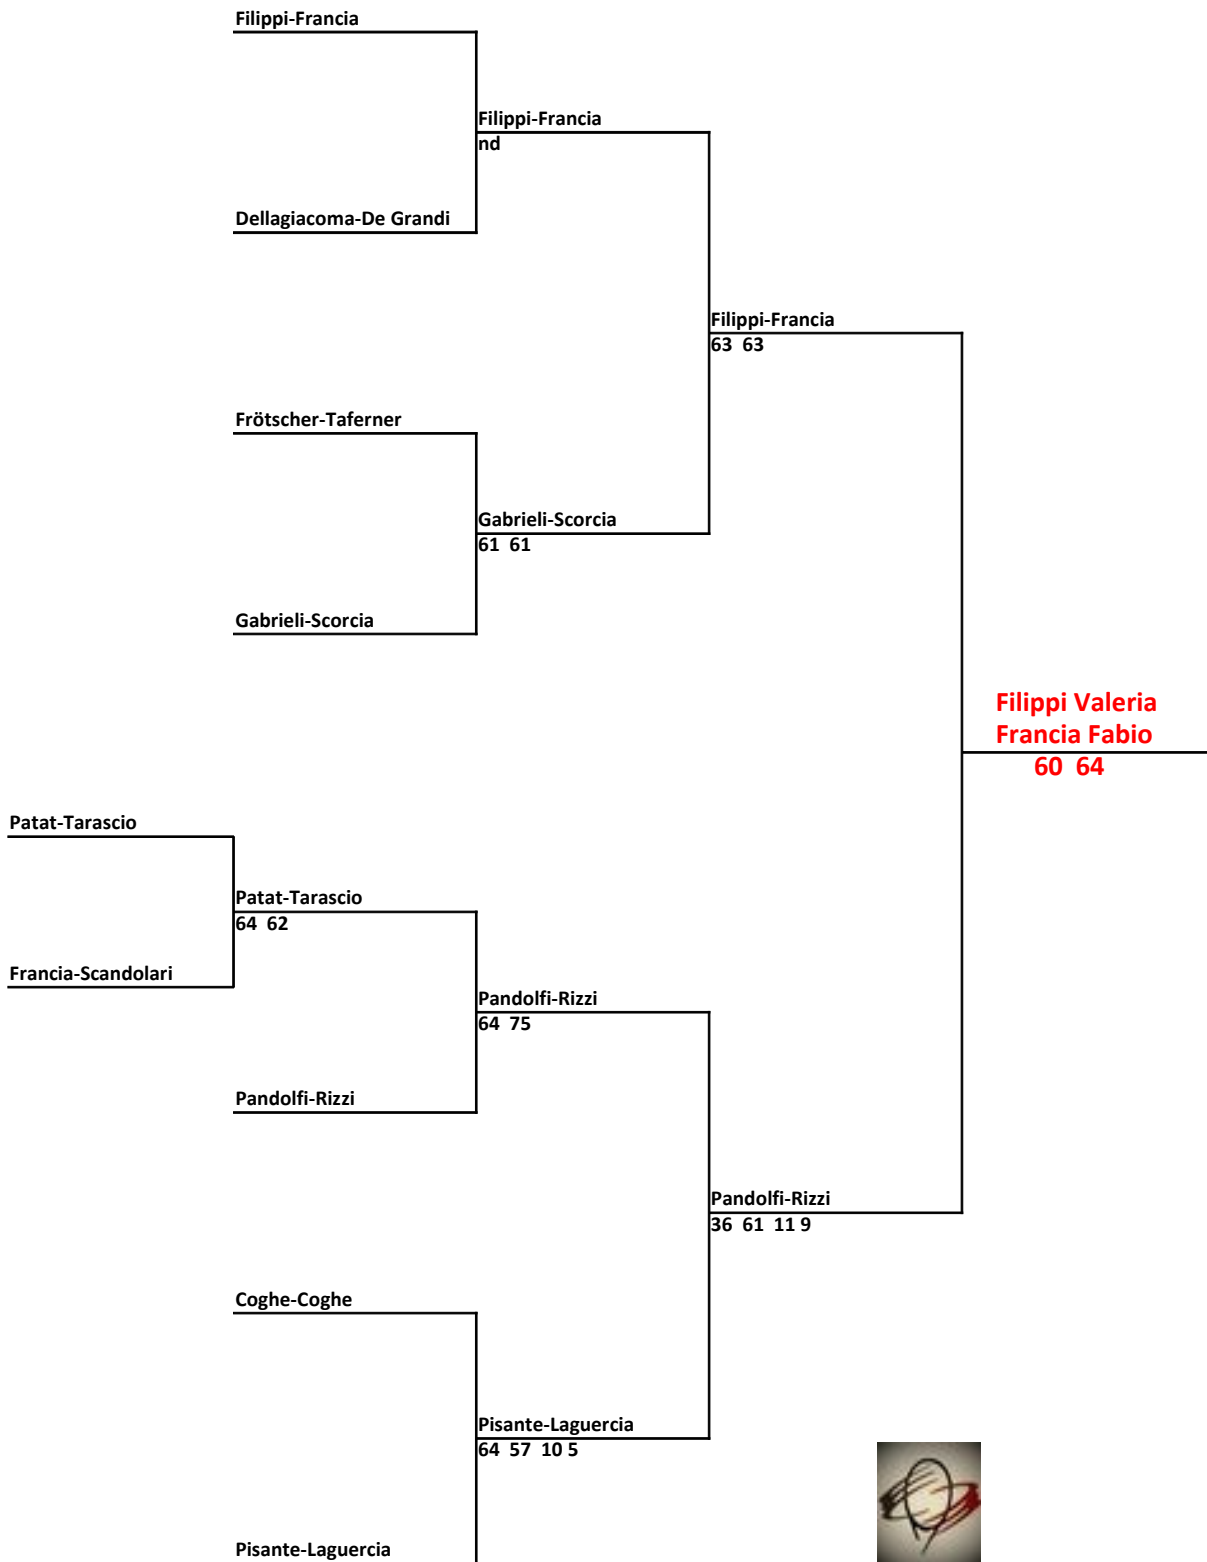 Filippi-Francia
Filippi-Francia
nd
Dellagiacoma-De Grandi
Filippi-Francia
63 63
Frötscher-Taferner
Gabrieli-Scorcia
61 61
Gabrieli-Scorcia
Filippi Valeria
Francia Fabio
60 64
Patat-Tarascio
Patat-Tarascio
64 62
Francia-Scandolari
Pandolfi-Rizzi
64 75
Pandolfi-Rizzi
Pandolfi-Rizzi
36 61 11 9
Coghe-Coghe
Pisante-Laguercia
64 57 10 5
Pisante-Laguercia